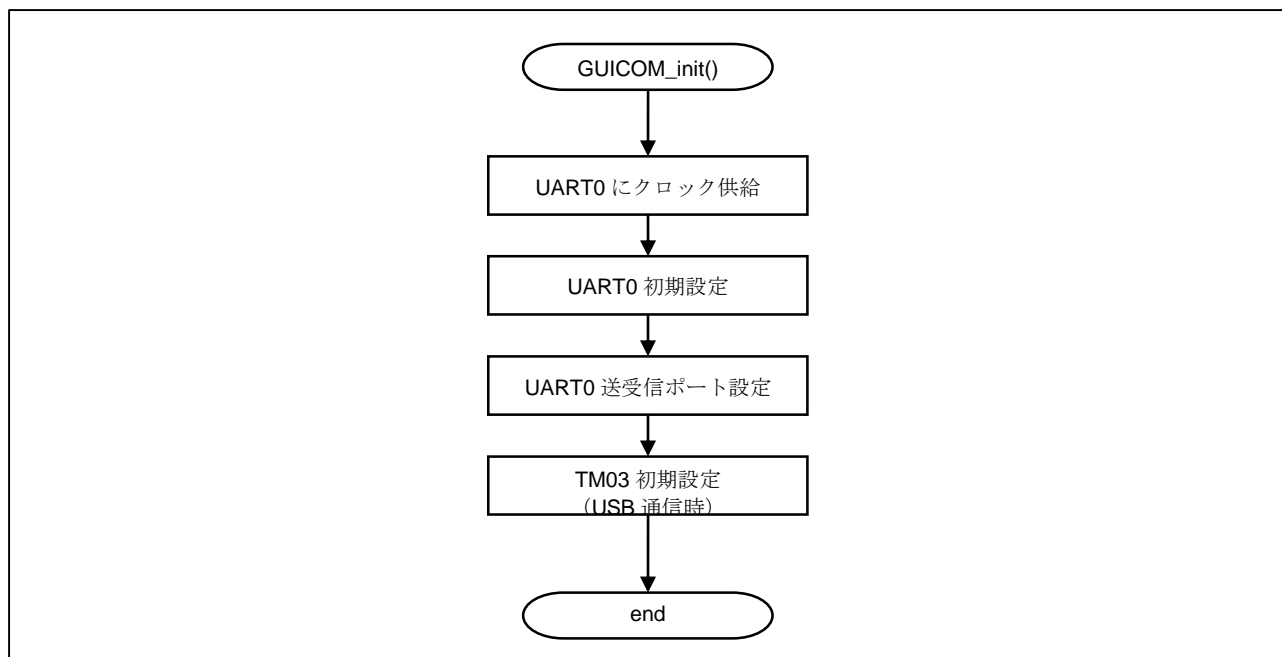 GUICOM_init()
UART0 にクロック供給
UART0 初期設定
UART0 送受信ポート設定
TM03 初期設定
（USB 通信時）
end